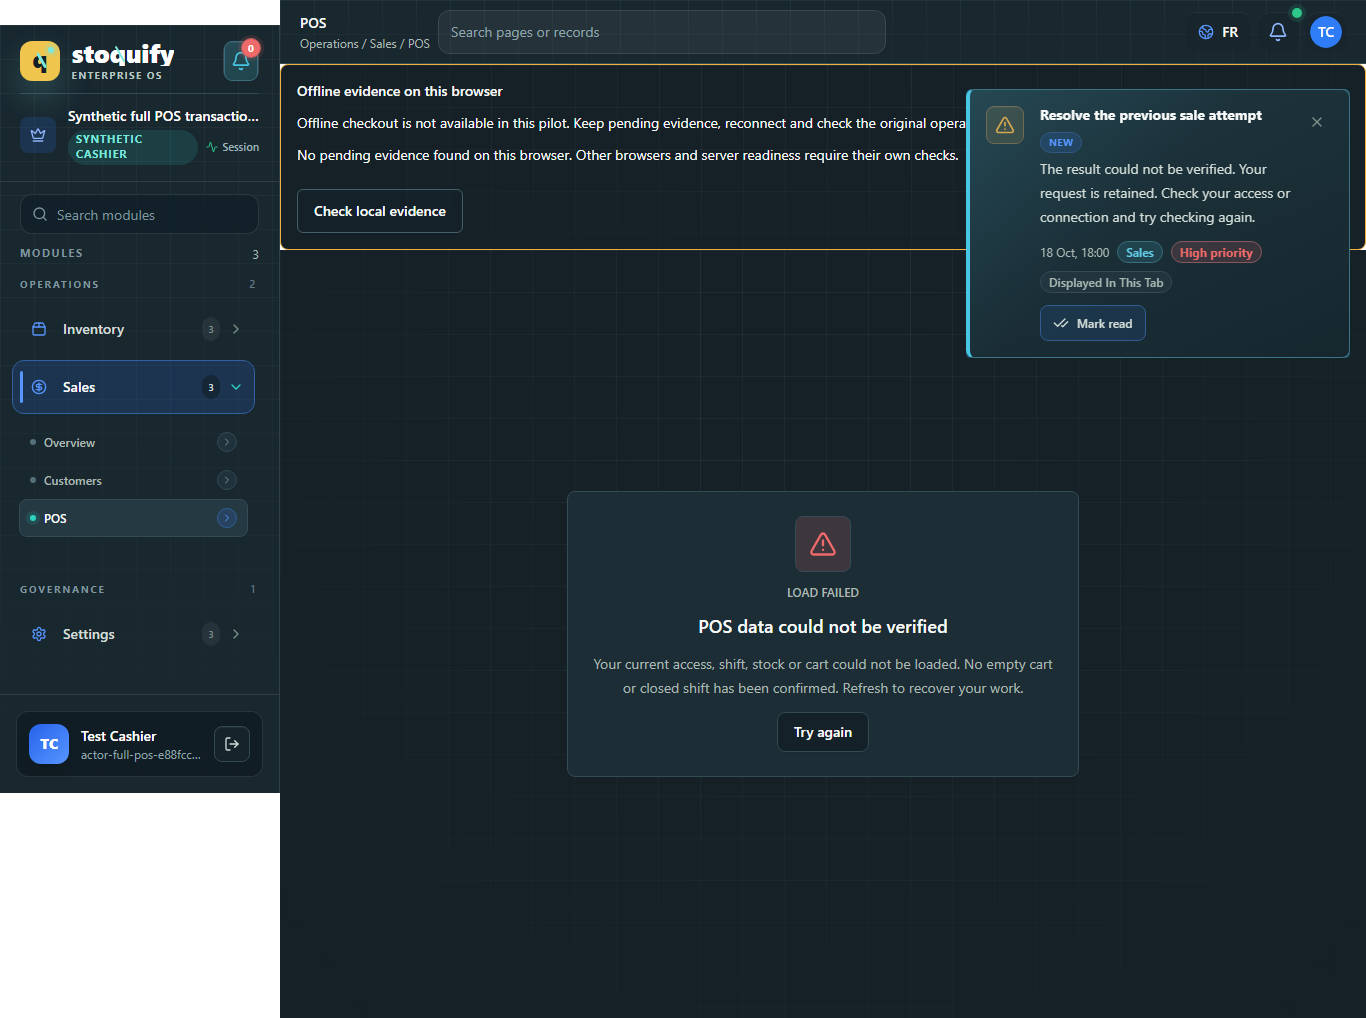 stoquify
ENTERPRISE OS
0
Synthetic full POS transactio...
SYNTHETIC
CASHIER
Session
Search modules
MODULES 3
OPERATIONS 2
Inventory 3
Sales 3
Overview
Customers
POS
GOVERNANCE 1
Settings 3
TC
Test Cashier
actor-full-pos-e88fcc...
POS
Operations / Sales / POS
Search pages or records
FR
TC
Offline evidence on this browser
Offline checkout is not available in this pilot. Keep pending evidence, reconnect and check the original opera
No pending evidence found on this browser. Other browsers and server readiness require their own checks.
Check local evidence
Resolve the previous sale attempt
NEW
The result could not be verified. Your
request is retained. Check your access or
connection and try checking again.
18 Oct, 18:00 Sales High priority
Displayed In This Tab
Mark read
LOAD FAILED
POS data could not be verified
Your current access, shift, stock or cart could not be loaded. No empty cart
or closed shift has been confirmed. Refresh to recover your work.
Try again